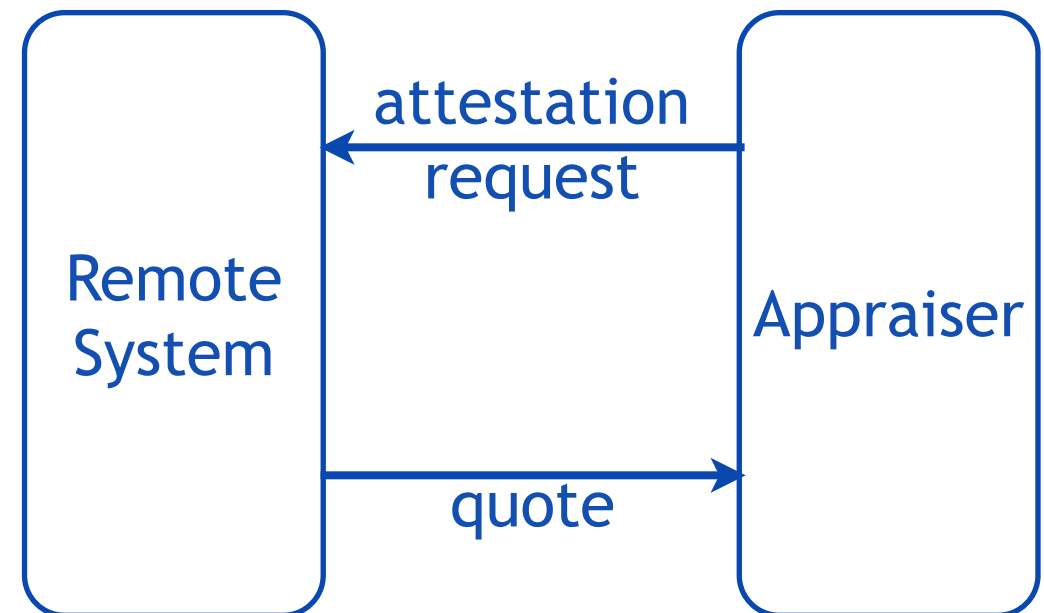 attestation
request
Remote
System
Appraiser
quote